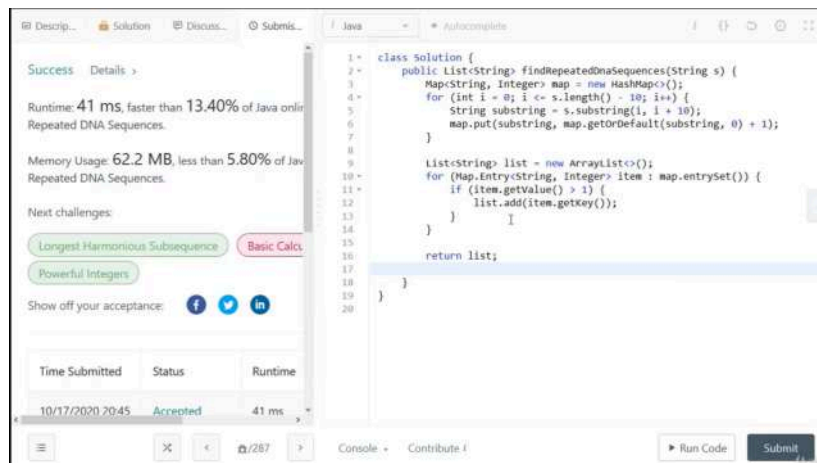 Descrip... Solution Discuss... Submis...
Success Details >
Runtime: 41 ms, faster than 13.40% of Java onlin
Repeated DNA Sequences.
Memory Usage: 62.2 MB, less than 5.80% of Jav
Repeated DNA Sequences.
Next challenges:
Longest Harmonious Subsequence Basic Calcu
Powerful Integers
Show off your acceptance:
Time Submitted Status Runtime
10/17/2020 20:45 Accepted 41 ms
/287
i Java Autocomplete
1 class Solution {
2 public List<String> findRepeatedDnaSequences(String s) {
3 Map<String, Integer> map = new HashMap<>();
4 for (int i = 0; i <= s.length() - 10; i++) {
5 String substring = s.substring(i, i + 10);
6 map.put(substring, map.getOrDefault(substring, 0) + 1);
7 }
8
9 List<String> list = new ArrayList<>();
10 for (Map.Entry<String, Integer> item : map.entrySet()) {
11 if (item.getValue() > 1) {
12 list.add(item.getKey());
13 }
14 }
15
16 return list;
17
18 }
19 }
20
Console Contribute i Run Code Submit